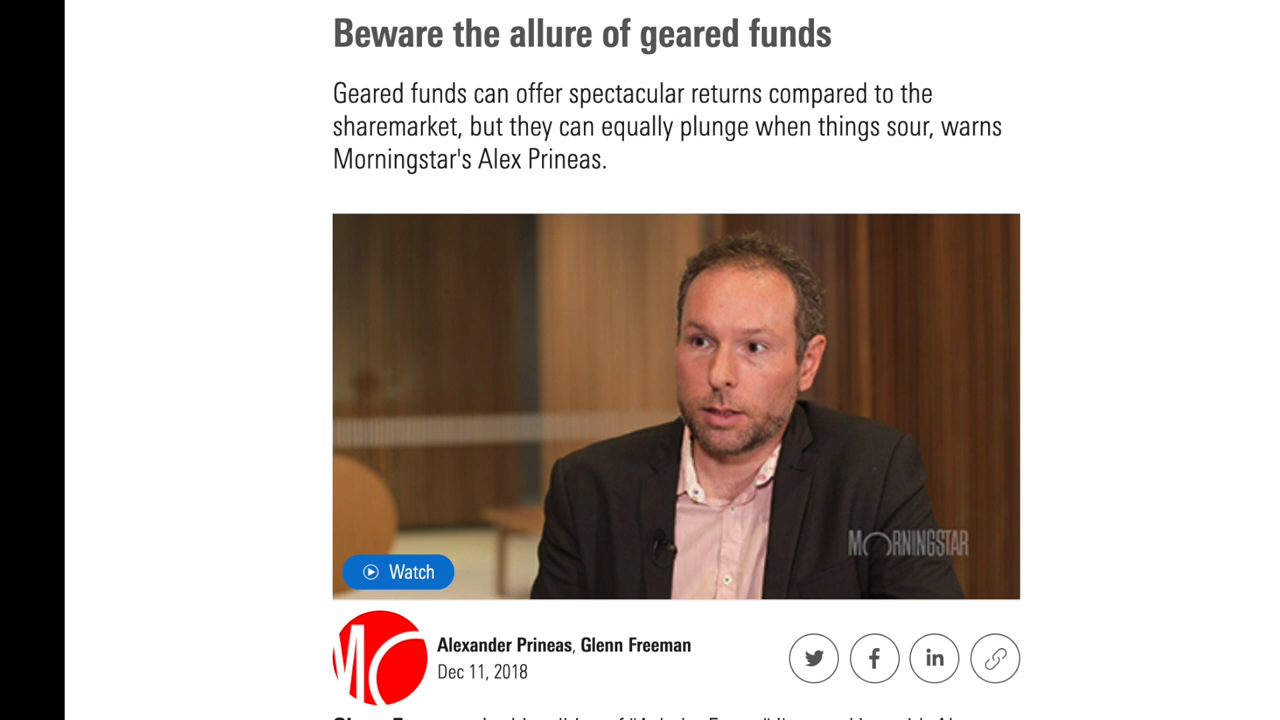 Beware the allure of geared funds
Geared funds can offer spectacular returns compared to the
sharemarket, but they can equally plunge when things sour, warns
Morningstar's Alex Prineas.
MORNINGSTAR
Watch
Alexander Prineas, Glenn Freeman
Dec 11, 2018